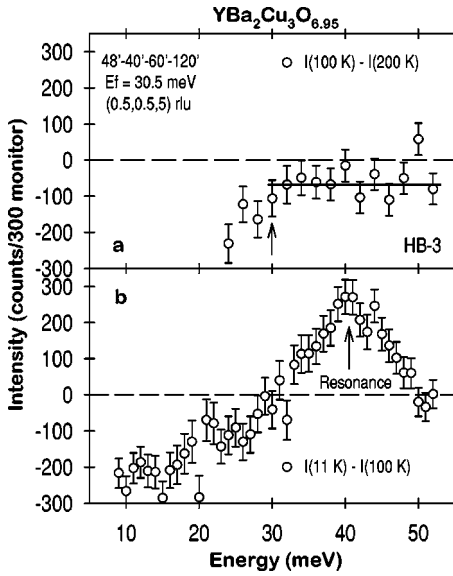 YBa₂Cu₃O₆.₉₅
48'-40'-60'-120'
Ef = 30.5 meV
(0.5,0.5,5) rlu
I(100 K) - I(200 K)
300
200
100
0
-100
-200
-300
a
HB-3
b
300
200
100
0
-100
-200
-300
Resonance
I(11 K) - I(100 K)
10 20 30 40 50
Energy (meV)
Intensity (counts/300 monitor)